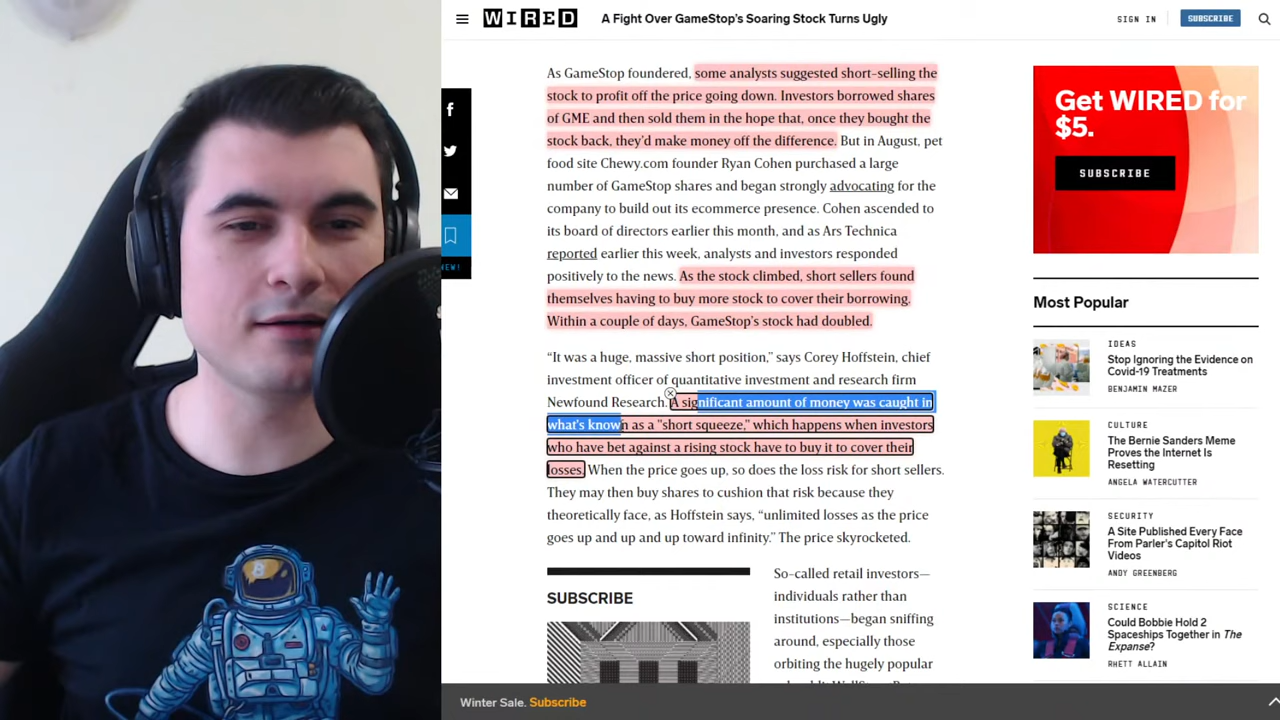 WIRED
A Fight Over GameStop's Soaring Stock Turns Ugly
SIGN IN
SUBSCRIBE
As GameStop foundered, some analysts suggested short-selling the
stock to profit off the price going down. Investors borrowed shares
of GME and then sold them in the hope that, once they bought the
stock back, they'd make money off the difference. But in August, pet
food site Chewy.com founder Ryan Cohen purchased a large
number of GameStop shares and began strongly advocating for the
company to build out its ecommerce presence. Cohen ascended to
its board of directors earlier this month, and as Ars Technica
reported earlier this week, analysts and investors responded
positively to the news. As the stock climbed, short sellers found
themselves having to buy more stock to cover their borrowing.
Within a couple of days, GameStop's stock had doubled.
“It was a huge, massive short position,” says Corey Hoffstein, chief
investment officer of quantitative investment and research firm
Newfound Research. A significant amount of money was caught in
what's known as a "short squeeze," which happens when investors
who have bet against a rising stock have to buy it to cover their
losses. When the price goes up, so does the loss risk for short sellers.
They may then buy shares to cushion that risk because they
theoretically face, as Hoffstein says, “unlimited losses as the price
goes up and up and up toward infinity.” The price skyrocketed.
SUBSCRIBE
So-called retail investors—
individuals rather than
institutions—began sniffing
around, especially those
orbiting the hugely popular
NEW!
Get WIRED for
$5.
SUBSCRIBE
Most Popular
IDEAS
Stop Ignoring the Evidence on
Covid-19 Treatments
BENJAMIN MAZER
CULTURE
The Bernie Sanders Meme
Proves the Internet Is
Resetting
ANGELA WATERCUTTER
SECURITY
A Site Published Every Face
From Parler's Capitol Riot
Videos
ANDY GREENBERG
SCIENCE
Could Bobbie Hold 2
Spaceships Together in The
Expanse?
RHETT ALLAIN
Winter Sale. Subscribe